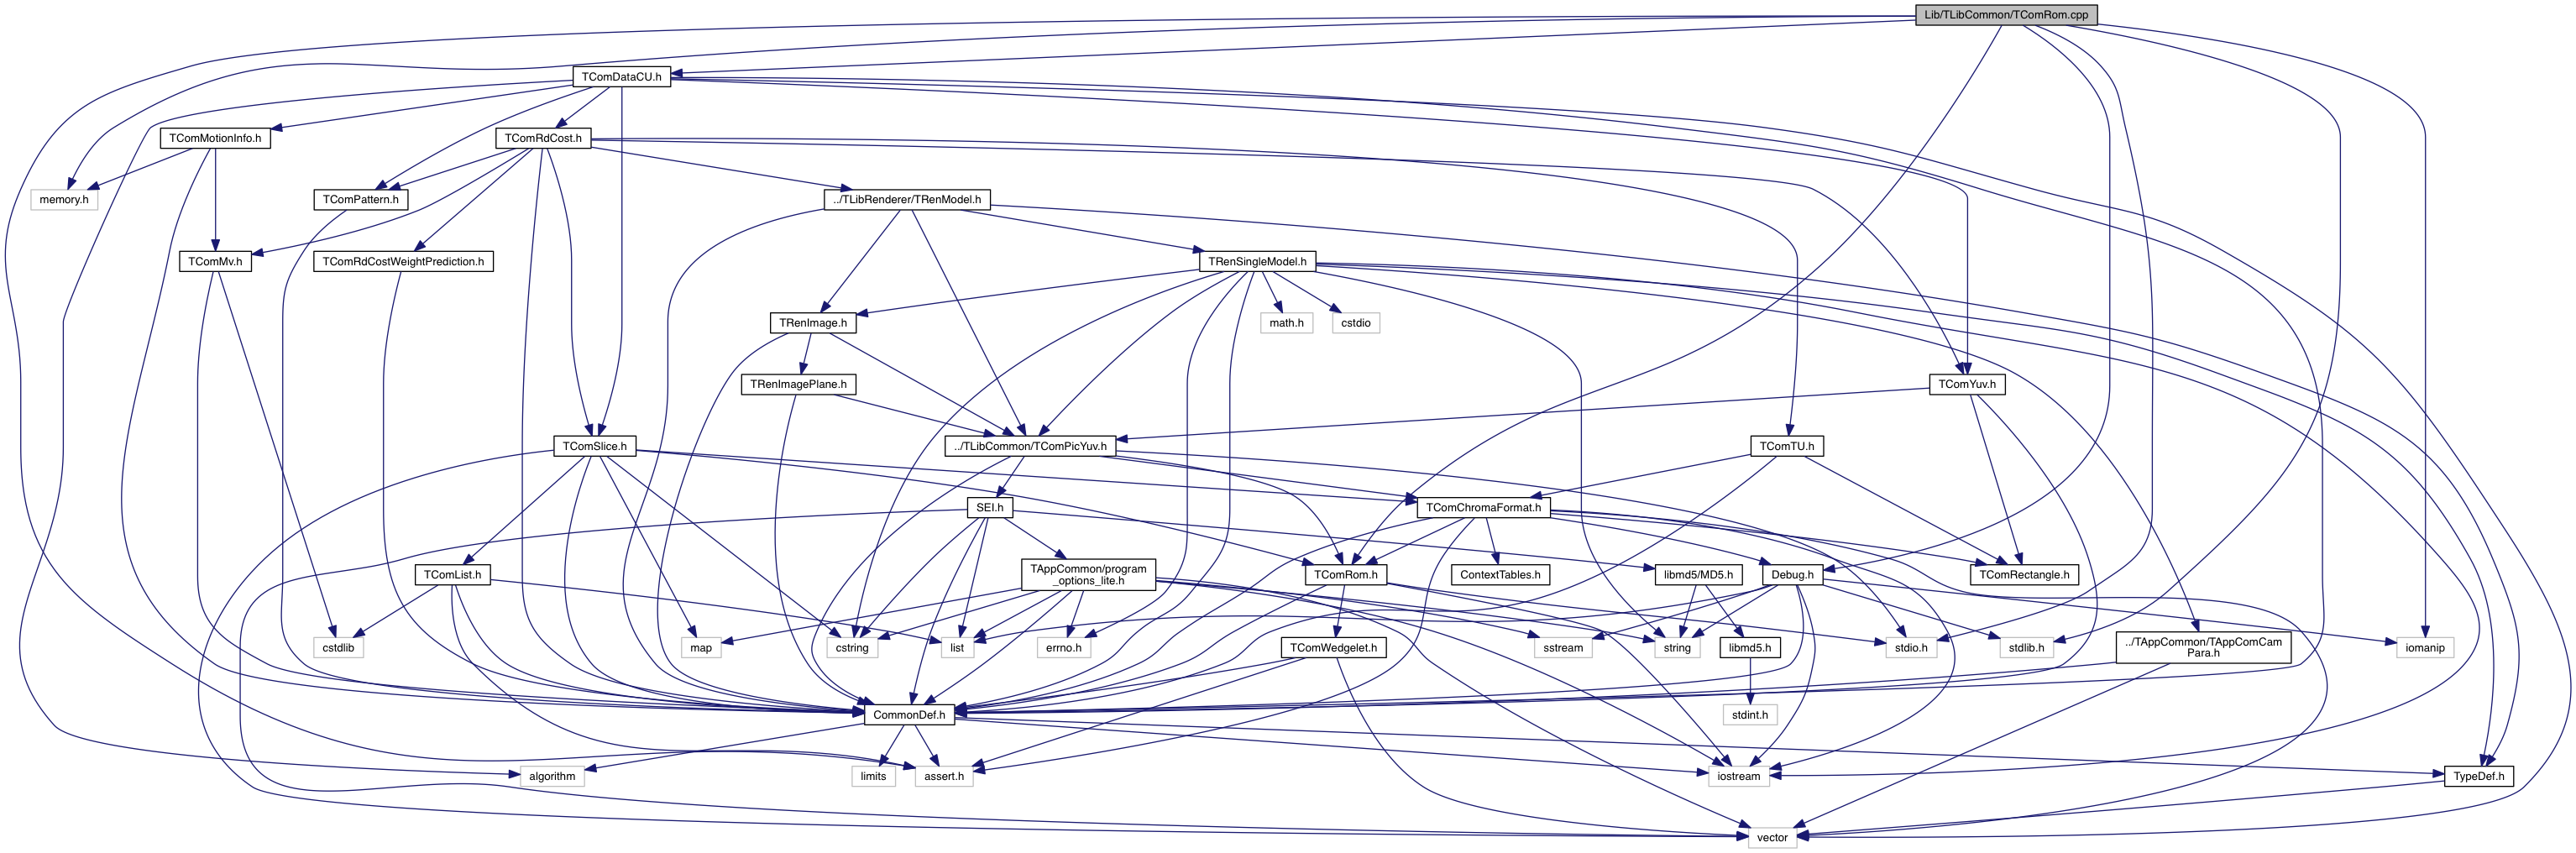 Lib/TLibCommon/TComRom.cpp
TComDataCU.h
TComMotionInfo.h
TComRdCost.h
memory.h
TComPattern.h
../TLibRenderer/TRenModel.h
TComMv.h
TComRdCostWeightPrediction.h
TRenSingleModel.h
TRenImage.h
math.h
cstdio
TRenImagePlane.h
TComYuv.h
TComSlice.h
../TLibCommon/TComPicYuv.h
TComTU.h
SEI.h
TComChromaFormat.h
TComList.h
TAppCommon/program
_options_lite.h
TComRom.h
ContextTables.h
libmd5/MD5.h
Debug.h
TComRectangle.h
cstdlib
map
cstring
list
errno.h
TComWedgelet.h
sstream
string
libmd5.h
stdio.h
stdlib.h
../TAppCommon/TAppComCam
Para.h
iomanip
CommonDef.h
stdint.h
algorithm
limits
assert.h
iostream
TypeDef.h
vector